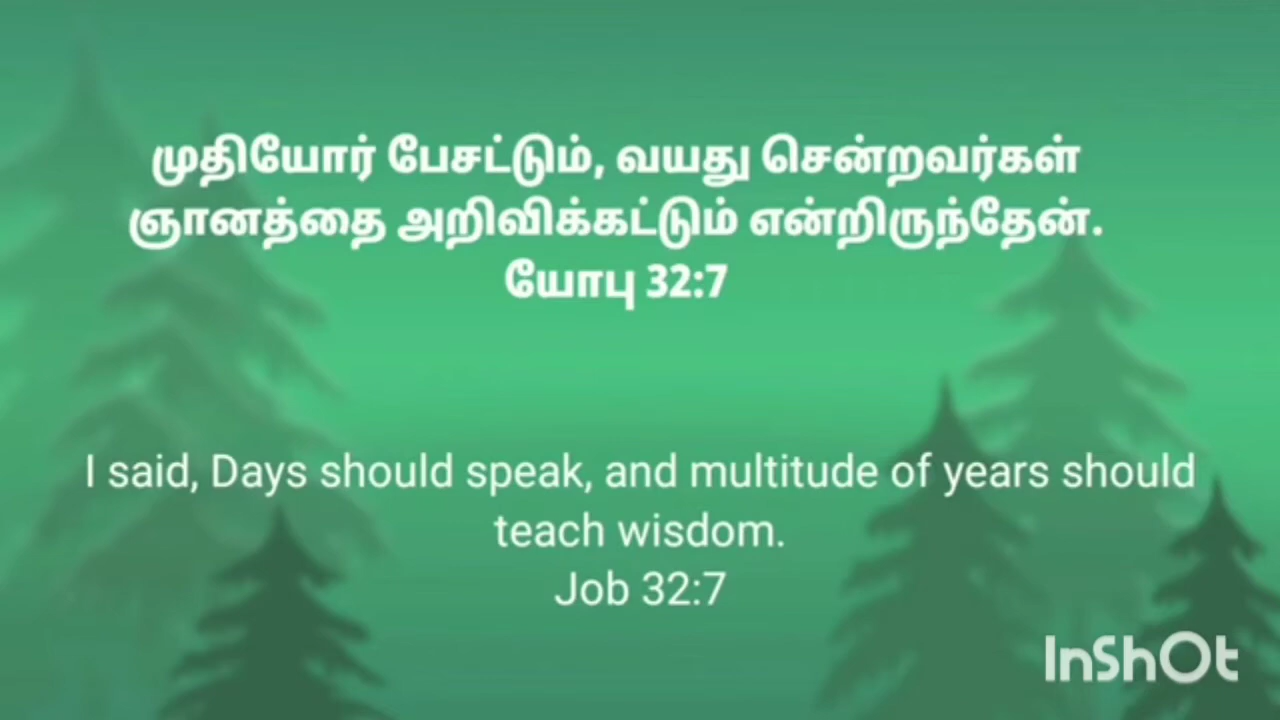 முதியோர் பேசட்டும், வயது சென்றவர்கள்
ஞானத்தை அறிவிக்கட்டும் என்றிருந்தேன்.
யோபு 32:7
I said, Days should speak, and multitude of years should
teach wisdom.
Job 32:7
InShOt